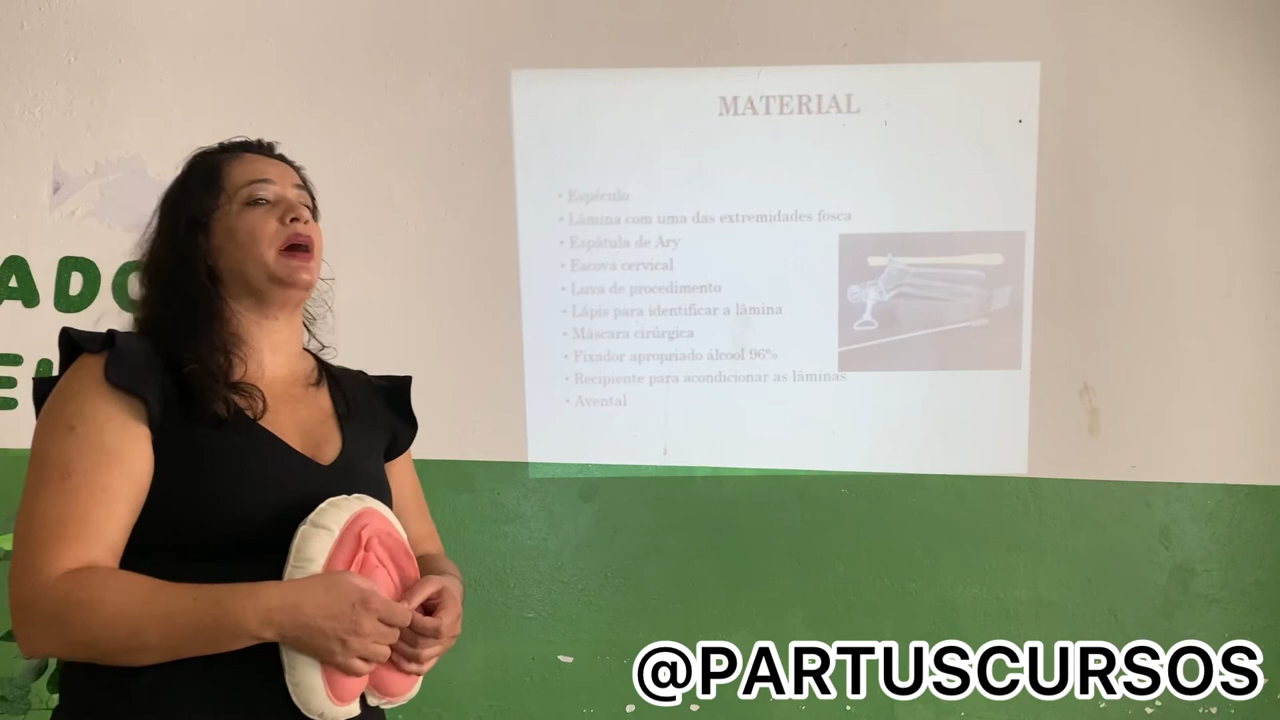 MATERIAL
• Espéculo
• Lâmina com uma das extremidades fosca
• Espátula de Ary
• Escova cervical
• Luva de procedimento
• Lápis para identificar a lâmina
• Máscara cirúrgica
• Fixador apropriado álcool 96%
• Recipiente para acondicionar as lâminas
• Avental
ADO
@PARTUSCURSOS